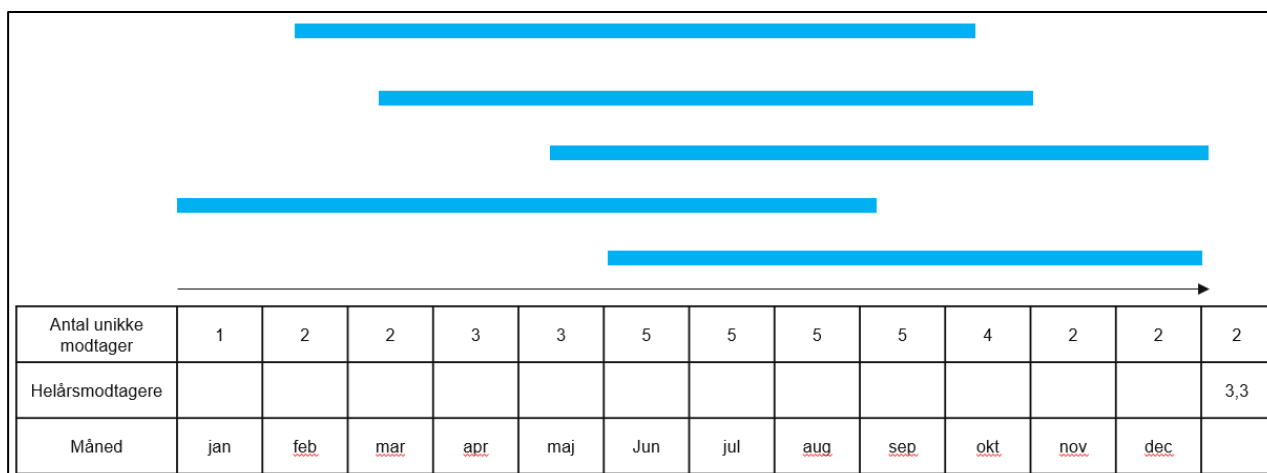 Antal unikke modtager 1 2 2 3 3 5 5 5 5 4 2 2 2
Helårsmodtagere 3,3
Måned jan feb mar apr maj Jun jul aug sep okt nov dec